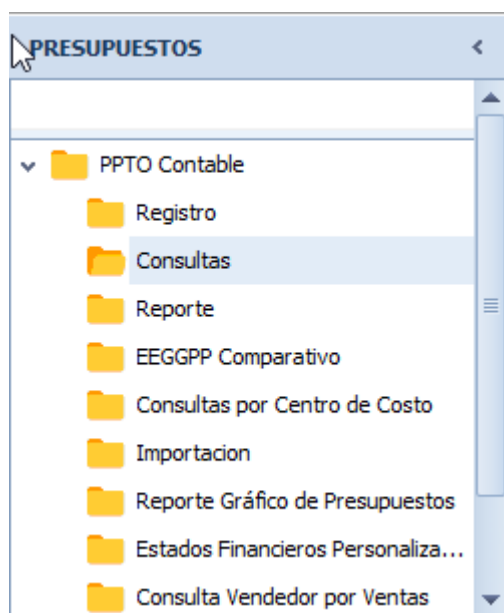 PRESUPUESTOS
PPTO Contable
Registro
Consultas
Reporte
EEGGPP Comparativo
Consultas por Centro de Costo
Importacion
Reporte Gráfico de Presupuestos
Estados Financieros Personaliza...
Consulta Vendedor por Ventas